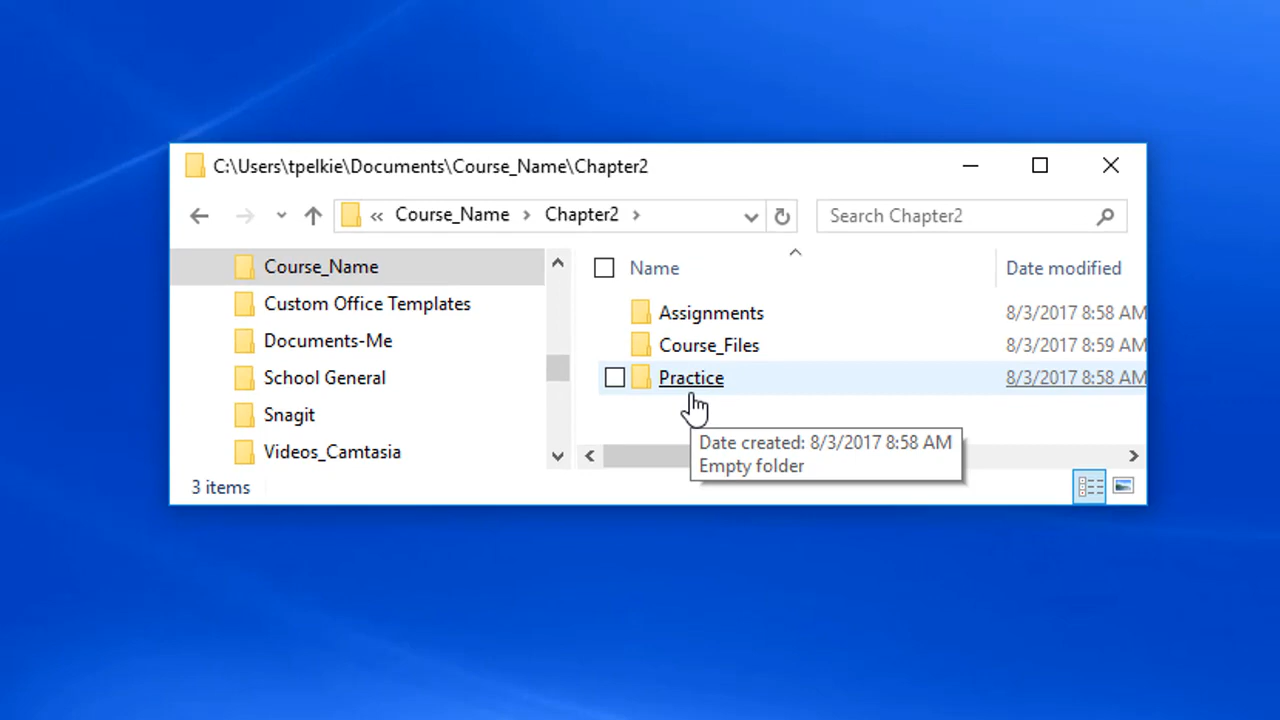 C:\Users\tpelkie\Documents\Course_Name\Chapter2
« Course_Name > Chapter2 >
Search Chapter2
Course_Name
Custom Office Templates
Documents-Me
School General
Snagit
Videos_Camtasia
Name Date modified
Assignments 8/3/2017 8:58 AM
Course_Files 8/3/2017 8:59 AM
Practice 8/3/2017 8:58 AM
Date created: 8/3/2017 8:58 AM
Empty folder
3 items